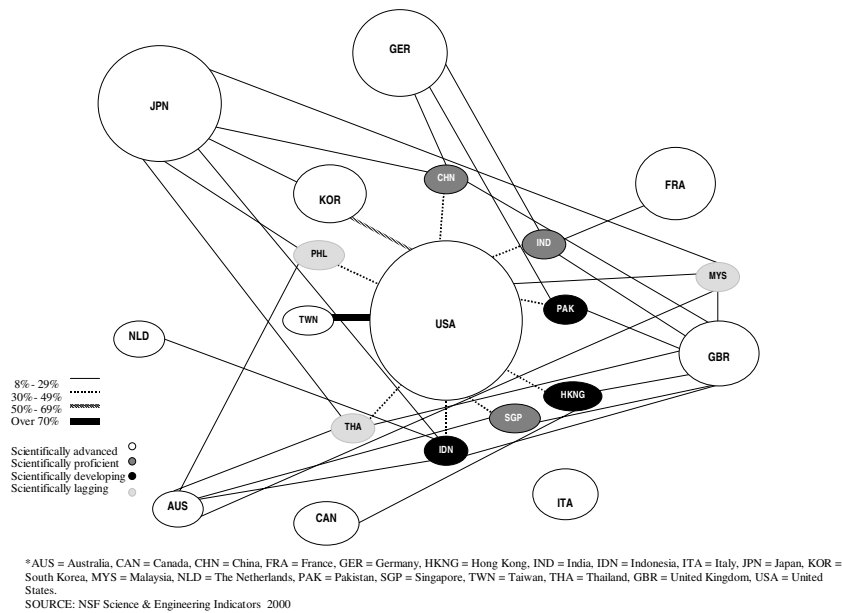 GER
JPN
CHN
FRA
KOR
IND
PHL
MYS
PAK
TWN
USA
NLD
GBR
8% - 29%
30% - 49%
50% - 69%
Over 70%
HKNG
SGP
THA
IDN
Scientifically advanced
Scientifically proficient
Scientifically developing
Scientifically lagging
AUS
CAN
ITA
*AUS = Australia, CAN = Canada, CHN = China, FRA = France, GER = Germany, HKNG = Hong Kong, IND = India, IDN = Indonesia, ITA = Italy, JPN = Japan, KOR =
South Korea, MYS = Malaysia, NLD = The Netherlands, PAK = Pakistan, SGP = Singapore, TWN = Taiwan, THA = Thailand, GBR = United Kingdom, USA = United
States.
SOURCE: NSF Science & Engineering Indicators 2000